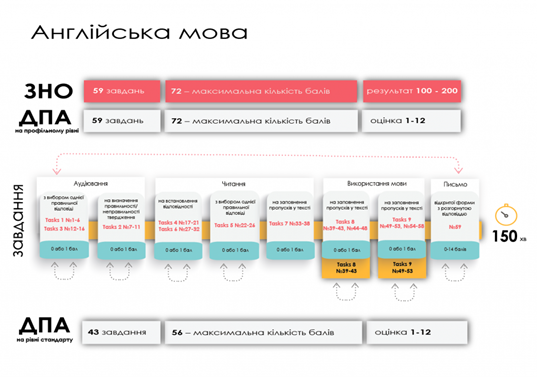 Англійська мова
ЗНО
59 завдань
72 – максимальна кількість балів
результат 100 - 200
ДПА
на профільному рівні
59 завдань
72 – максимальна кількість балів
оцінка 1-12
завдання
Аудіювання
Читання
Використання мови
Письмо
з вибором однієї
правильної
відповіді
Tasks 1 №1-6
Tasks 3 №12-16
0 або 1 бал
на визначення
правильності/
неправильності
твердження
Tasks 2 №7-11
0 або 1 бал
на встановлення
відповідності
Tasks 4 №17-21
Tasks 6 №27-32
0 або 1 бал
з вибором однієї
правильної
відповіді
Tasks 5 №22-26
0 або 1 бал
на заповнення
пропусків у тексті
Tasks 7 №33-38
0 або 1 бал
на заповнення
пропусків у тексті
Tasks 8
№39-43, №44-48
0 або 1 бал
Tasks 8
№39-43
на заповнення
пропусків у тексті
Tasks 9
№49-53, №54-58
0 або 1 бал
Tasks 9
№49-53
відкритої форми
з розгорнутою
відповіддю
№59
0-14 балів
150 хв
ДПА
на рівні стандарту
43 завдання
56 – максимальна кількість балів
оцінка 1-12